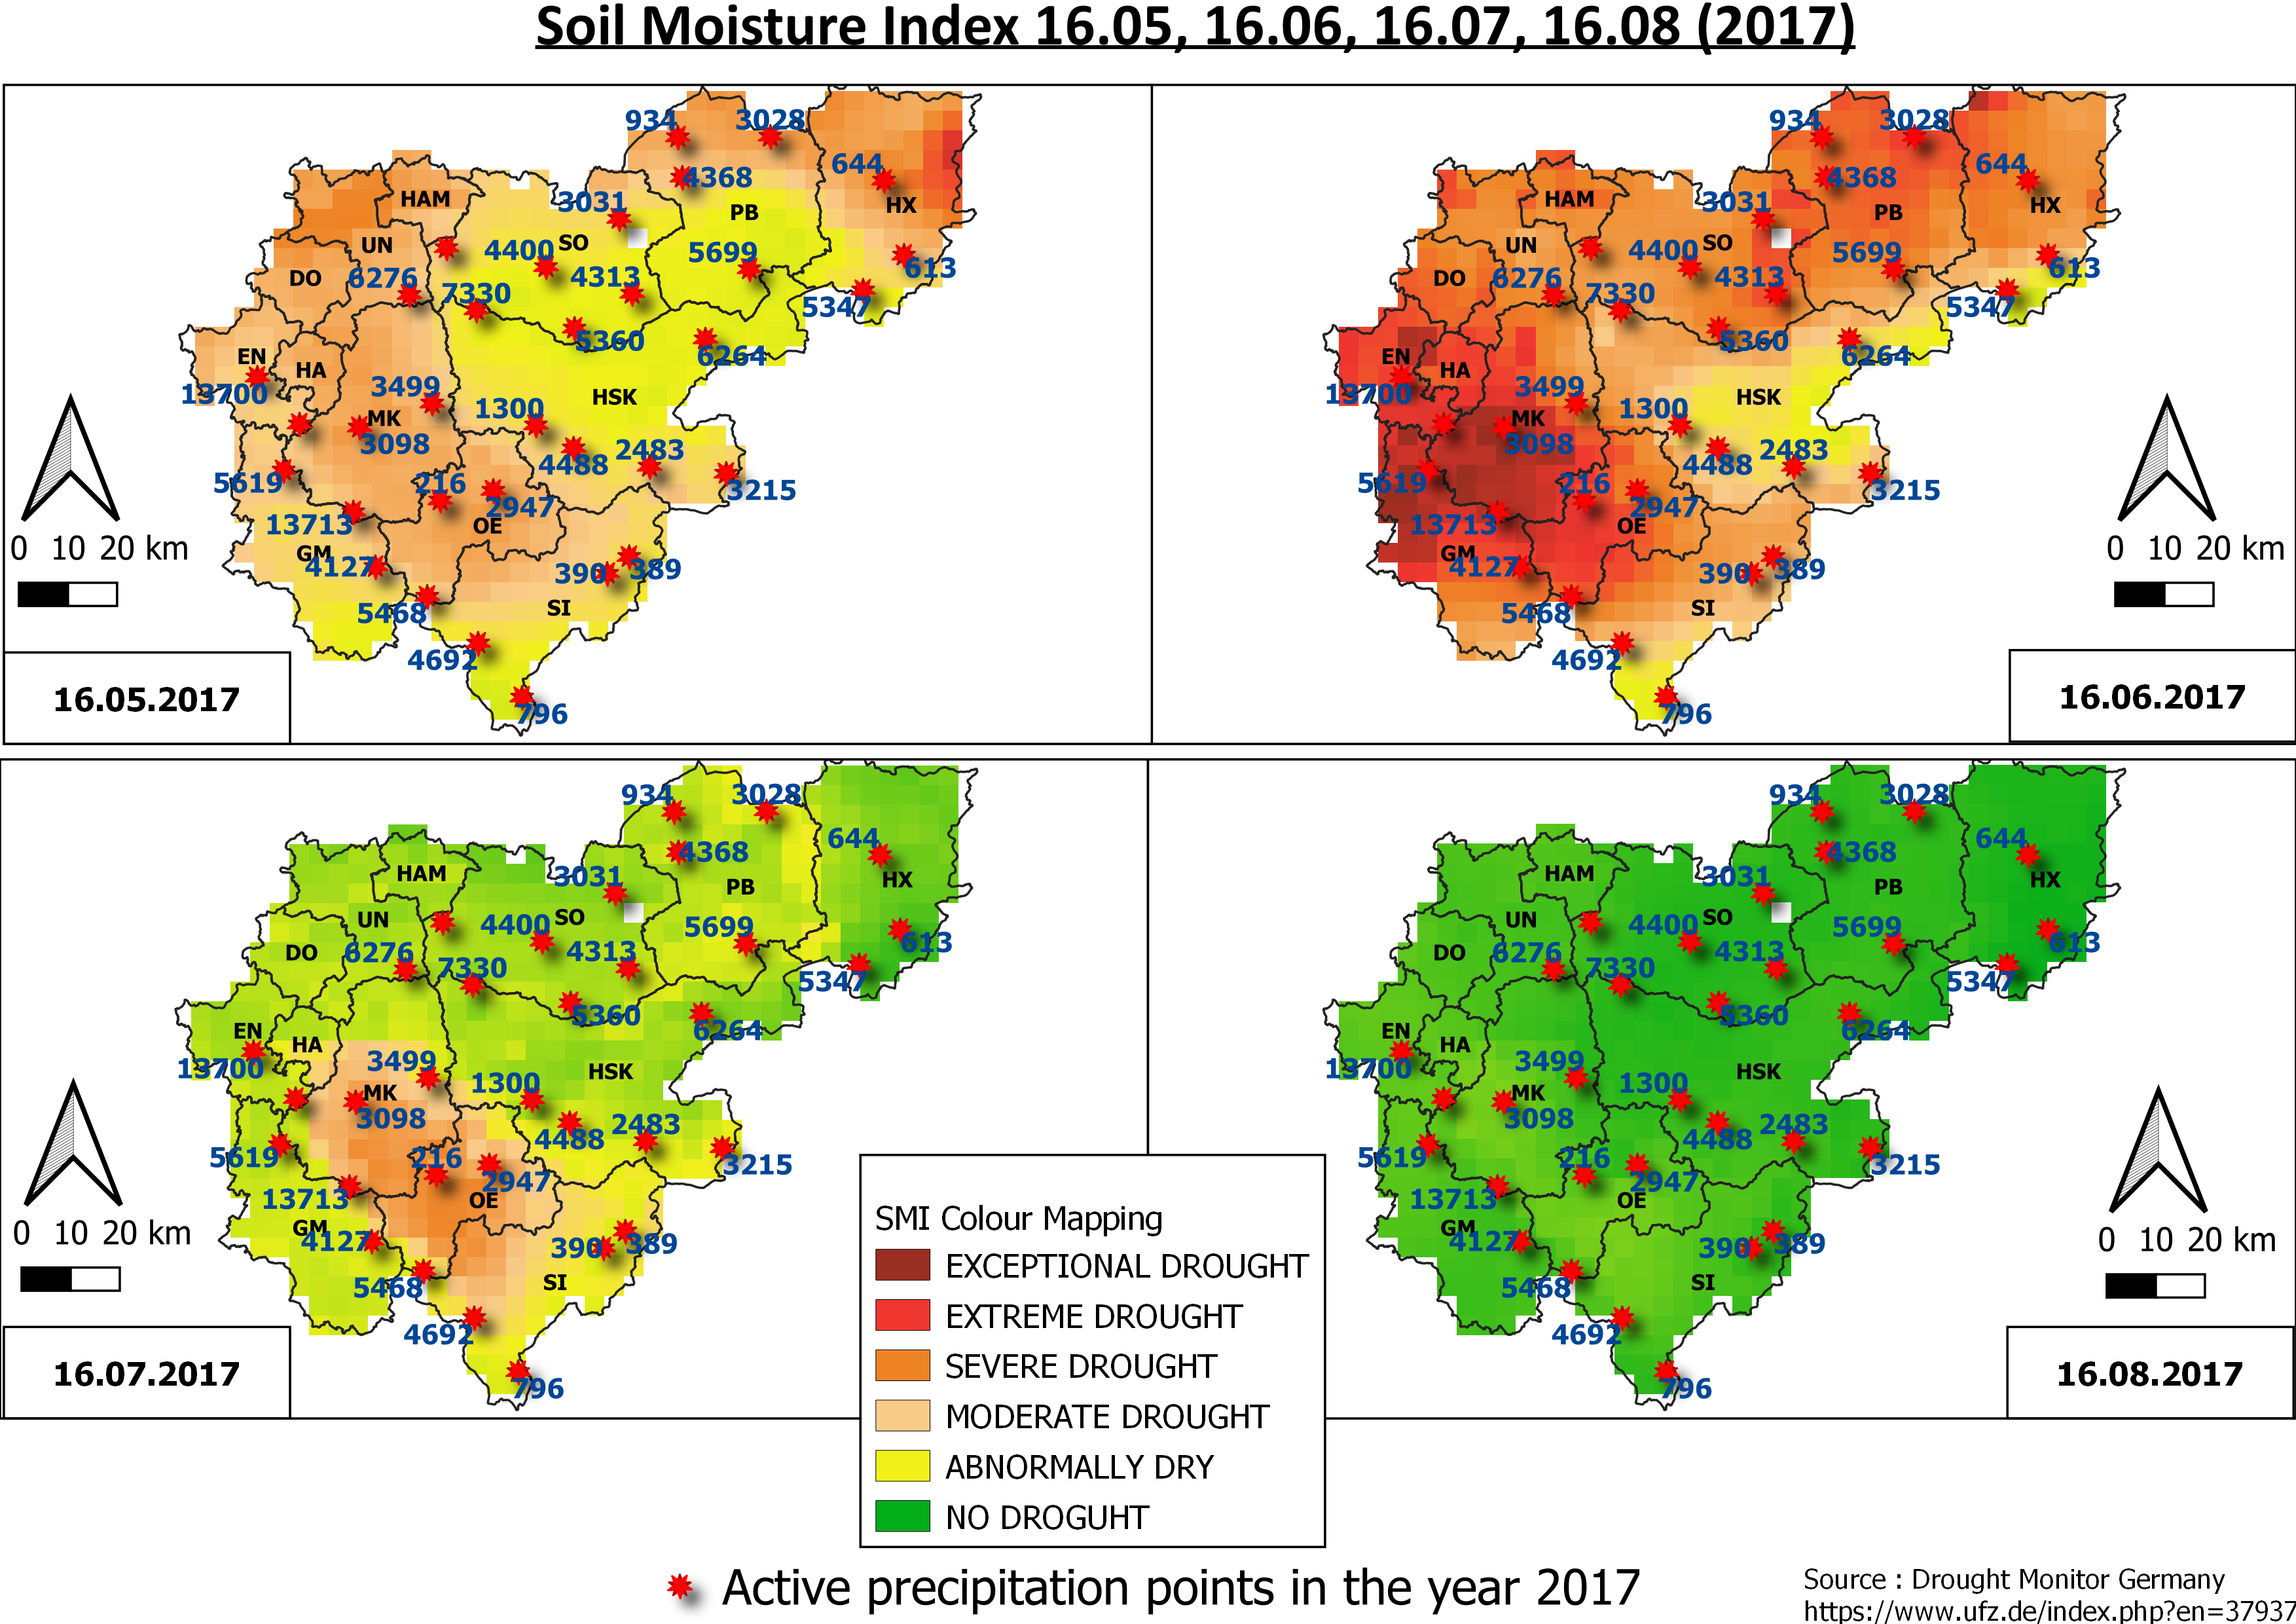 Soil Moisture Index 16.05, 16.06, 16.07, 16.08 (2017)
934
3028
644
4368
HAM
3031
PB
HX
UN
4400
SO
5699
613
DO
6276
7330
4313
5347
5360
6264
EN
HA
13700
3499
HSK
1300
MK
3098
4488
2483
5619
216
2947
3215
13713
OE
GM
4127
390
389
5468
SI
4692
796
0 10 20 km
16.05.2017
934
3028
644
4368
HAM
3031
PB
HX
UN
4400
SO
5699
613
DO
6276
7330
4313
5347
5360
6264
EN
HA
13700
3499
HSK
1300
MK
3098
4488
2483
5619
216
2947
3215
13713
OE
GM
4127
390
389
5468
SI
4692
796
0 10 20 km
16.06.2017
934
3028
644
4368
HAM
3031
PB
HX
UN
4400
SO
5699
613
DO
6276
7330
4313
5347
5360
6264
EN
HA
13700
3499
HSK
1300
MK
3098
4488
2483
5619
216
2947
3215
13713
OE
GM
4127
390
389
5468
SI
4692
796
0 10 20 km
16.07.2017
934
3028
644
4368
HAM
3031
PB
HX
UN
4400
SO
5699
613
DO
6276
7330
4313
5347
5360
6264
EN
HA
13700
3499
HSK
1300
MK
3098
4488
2483
5619
216
2947
3215
13713
OE
GM
4127
390
389
5468
SI
4692
796
0 10 20 km
16.08.2017
SMI Colour Mapping
EXCEPTIONAL DROUGHT
EXTREME DROUGHT
SEVERE DROUGHT
MODERATE DROUGHT
ABNORMALLY DRY
NO DROGUHT
Active precipitation points in the year 2017
Source : Drought Monitor Germany
https://www.ufz.de/index.php?en=37937